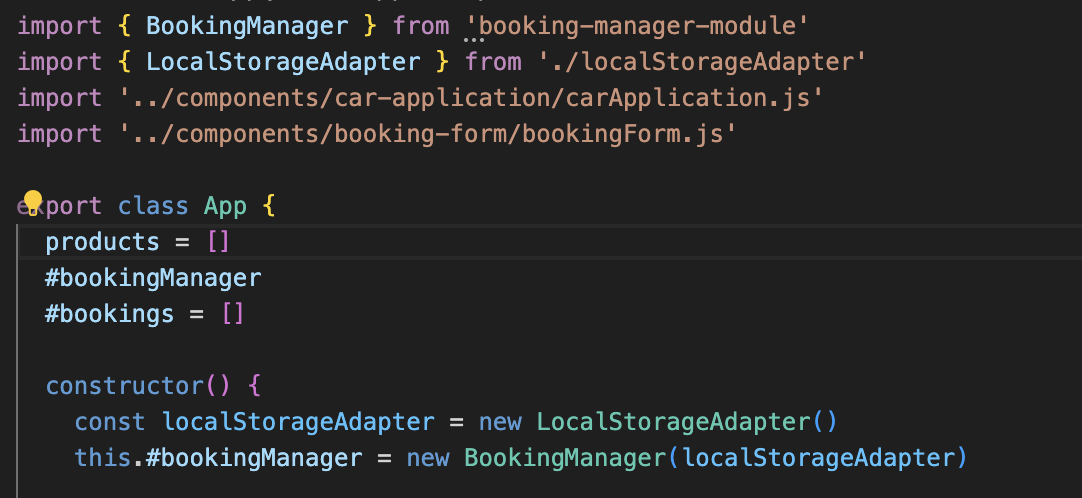 import { BookingManager } from 'booking-manager-module'
import { LocalStorageAdapter } from './localStorageAdapter'
import '../components/car-application/carApplication.js'
import '../components/booking-form/bookingForm.js'
export class App {
products = []
#bookingManager
#bookings = []
constructor() {
const localStorageAdapter = new LocalStorageAdapter()
this.#bookingManager = new BookingManager(localStorageAdapter)